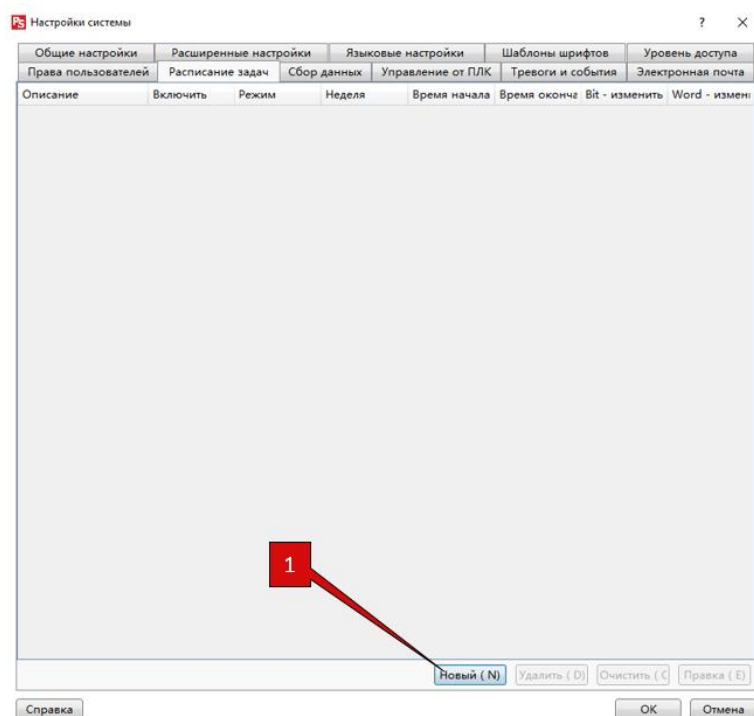 PS Настройки системы ? ×
Общие настройки Расширенные настройки Языковые настройки Шаблоны шрифтов Уровень доступа
Права пользователей Расписание задач Сбор данных Управление от ПЛК Тревоги и события Электронная почта
Описание Включить Режим Неделя Время начала Время оконча Bit - изменить Word - измен
1
Новый ( N) Удалить ( D) Очистить ( C Правка ( E)
Справка OK Отмена